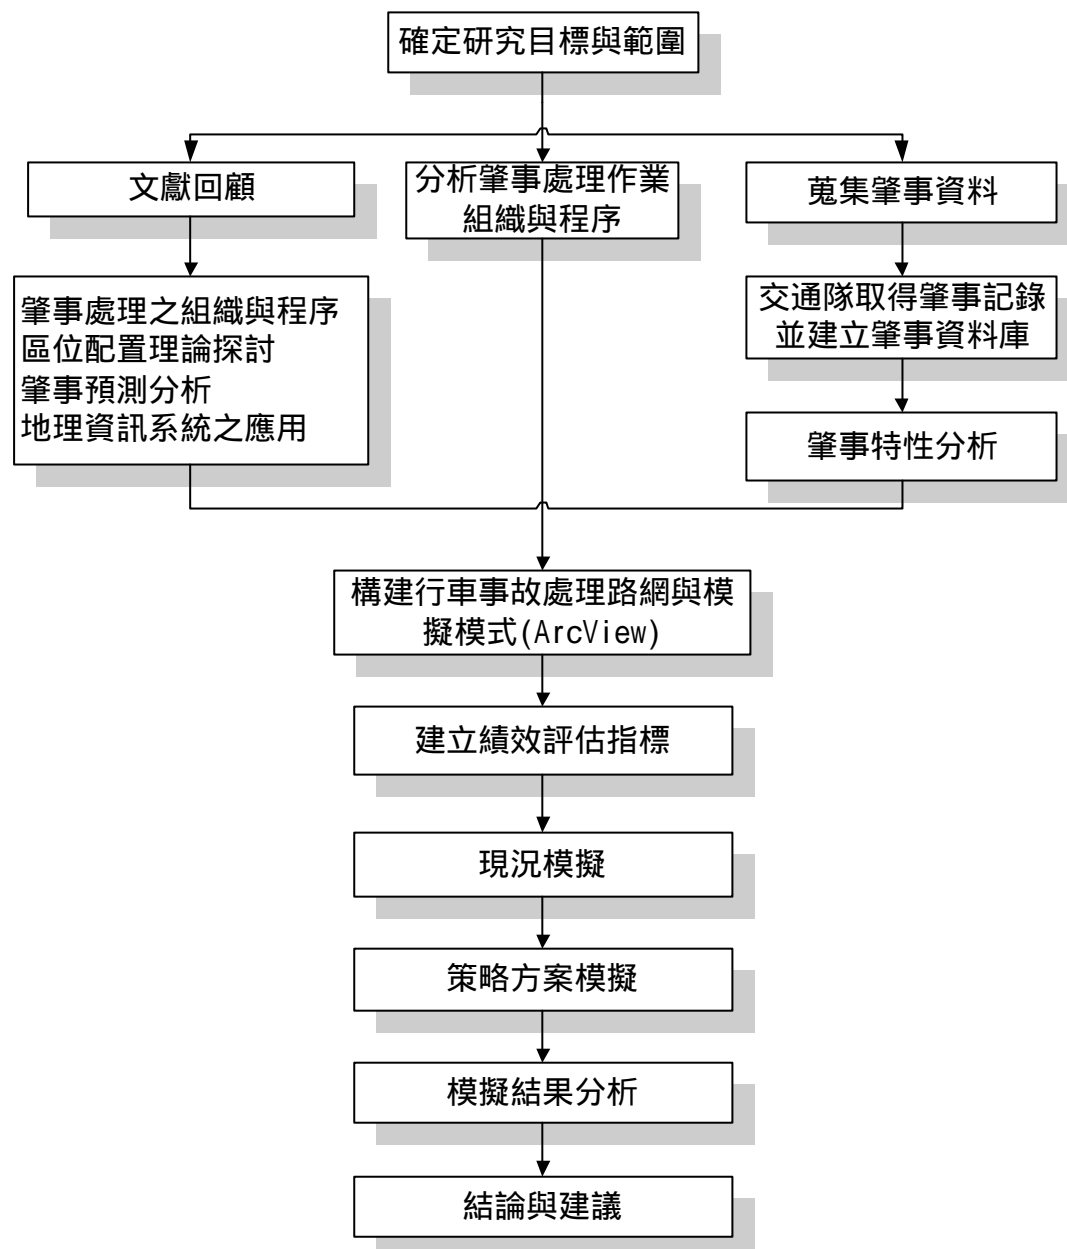 確定研究目標與範圍
文獻回顧
分析肇事處理作業
組織與程序
蒐集肇事資料
肇事處理之組織與程序
區位配置理論探討
肇事預測分析
地理資訊系統之應用
交通隊取得肇事記錄
並建立肇事資料庫
肇事特性分析
構建行車事故處理路網與模
擬模式(ArcView)
建立績效評估指標
現況模擬
策略方案模擬
模擬結果分析
結論與建議